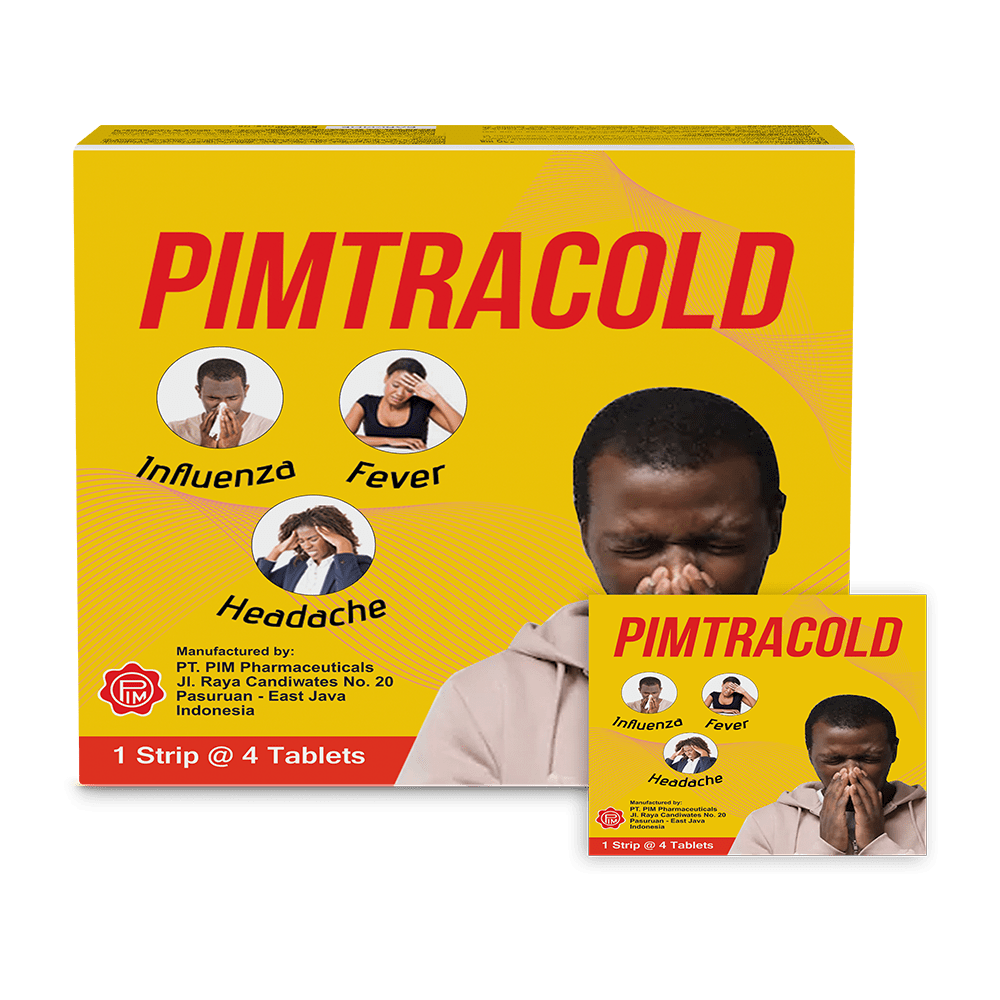 PIMTRACOLD
Influenza
Fever
Headache
Manufactured by:
PT. PIM Pharmaceuticals
Jl. Raya Candiwates No. 20
Pasuruan - East Java
Indonesia
PIM
1 Strip @ 4 Tablets
PIMTRACOLD
Influenza
Fever
Headache
Manufactured by:
PT. PIM Pharmaceuticals
Jl. Raya Candiwates No. 20
Pasuruan - East Java
Indonesia
PIM
1 Strip @ 4 Tablets